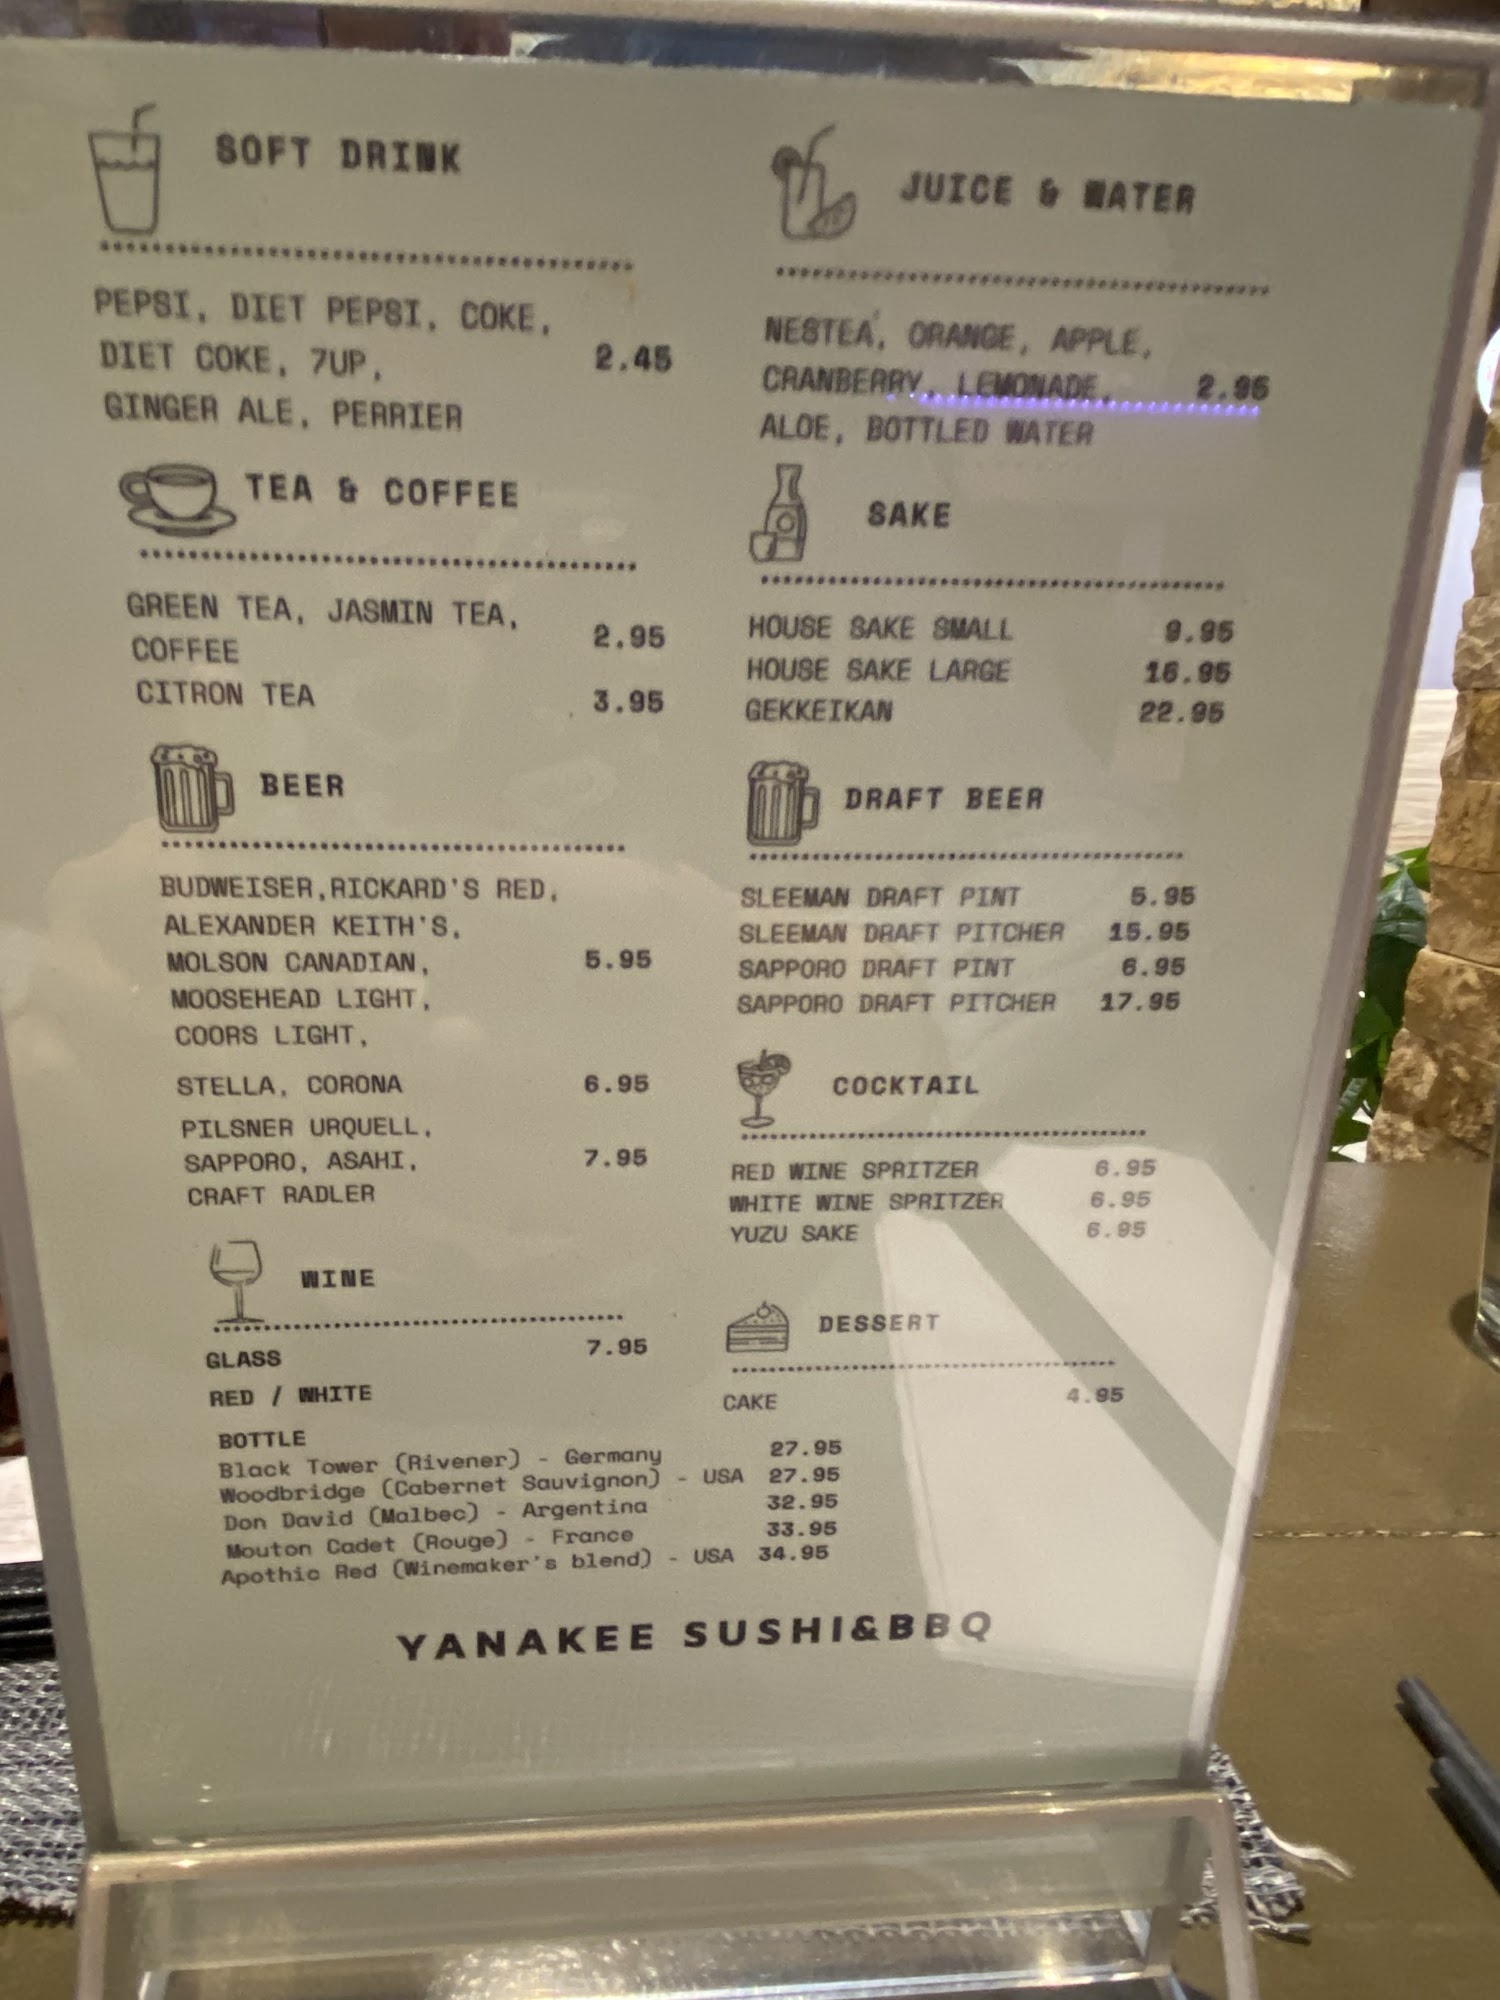 SOFT DRINK
PEPSI, DIET PEPSI, COKE,
DIET COKE, 7UP, 2.45
GINGER ALE, PERRIER
TEA & COFFEE
GREEN TEA, JASMIN TEA,
COFFEE 2.95
CITRON TEA 3.95
BEER
BUDWEISER,RICKARD'S RED,
ALEXANDER KEITH'S,
MOLSON CANADIAN, 5.95
MOOSEHEAD LIGHT,
COORS LIGHT,
STELLA, CORONA 6.95
PILSNER URQUELL,
SAPPORO, ASAHI, 7.95
CRAFT RADLER
WINE
GLASS 7.95
RED / WHITE
BOTTLE
Black Tower (Rivener) - Germany 27.95
Woodbridge (Cabernet Sauvignon) - USA 27.95
Don David (Malbec) - Argentina 32.95
Mouton Cadet (Rouge) - France 33.95
Apothic Red (Winemaker's blend) - USA 34.95
JUICE & WATER
NESTEA, ORANGE, APPLE,
CRANBERRY, LEMONADE, 2.95
ALOE, BOTTLED WATER
SAKE
HOUSE SAKE SMALL 9.95
HOUSE SAKE LARGE 16.95
GEKKEIKAN 22.95
DRAFT BEER
SLEEMAN DRAFT PINT 5.95
SLEEMAN DRAFT PITCHER 15.95
SAPPORO DRAFT PINT 6.95
SAPPORO DRAFT PITCHER 17.95
COCKTAIL
RED WINE SPRITZER 6.95
WHITE WINE SPRITZER 6.95
YUZU SAKE 6.95
DESSERT
CAKE 4.95
YANAKEE SUSHI&BBQ